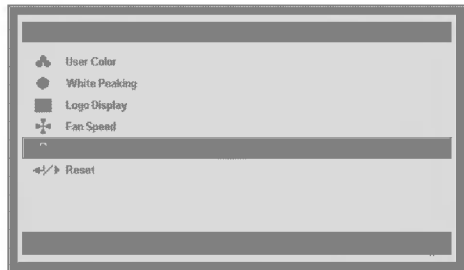 User Color
White Peaking
Logo Display
Fan Speed
Reset